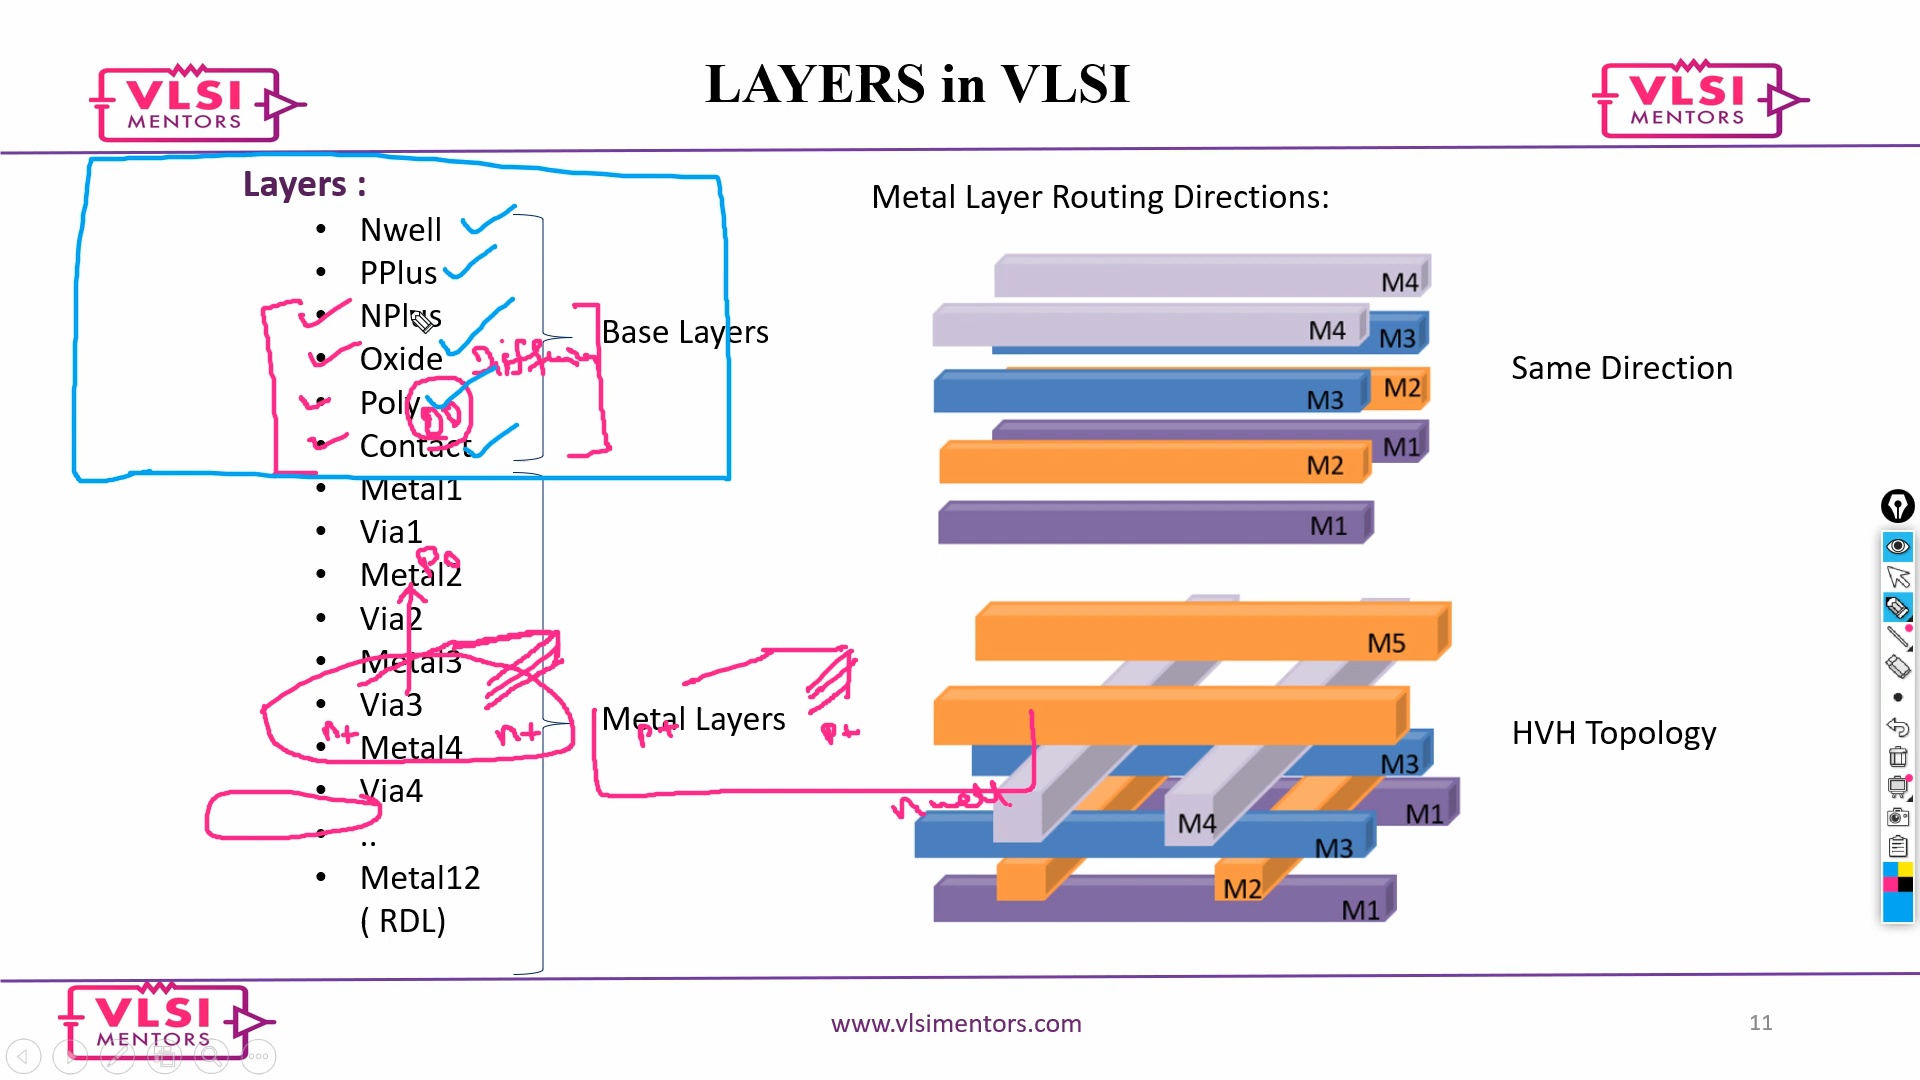 LAYERS in VLSI
VLSI
MENTORS
VLSI
MENTORS
Layers :
• Nwell
• PPlus
• NPlus
• Oxide
• Poly
• Contact
Base Layers
• Metal1
• Via1
• Metal2
• Via2
• Metal3
• Via3
• Metal4
• Via4
• ..
• Metal12
( RDL)
Metal Layers
po
n+
n+
p+
p+
nwell
Metal Layer Routing Directions:
M4
M4
M3
M3
M2
M1
M2
M1
Same Direction
M5
M3
M1
M4
M3
M2
M1
HVH Topology
VLSI
MENTORS
www.vlsimentors.com
11